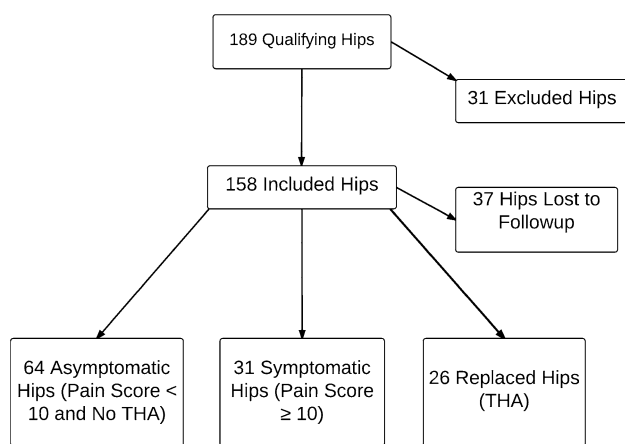 189 Qualifying Hips
31 Excluded Hips
158 Included Hips
37 Hips Lost to
Followup
64 Asymptomatic
Hips (Pain Score <
10 and No THA)
31 Symptomatic
Hips (Pain Score
≥ 10)
26 Replaced Hips
(THA)